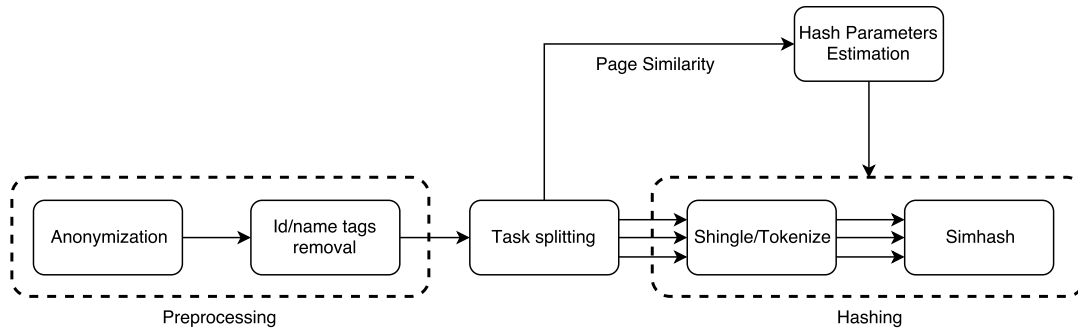 Hash Parameters
Estimation
Page Similarity
Anonymization
Id/name tags
removal
Task splitting
Shingle/Tokenize
Simhash
Preprocessing
Hashing